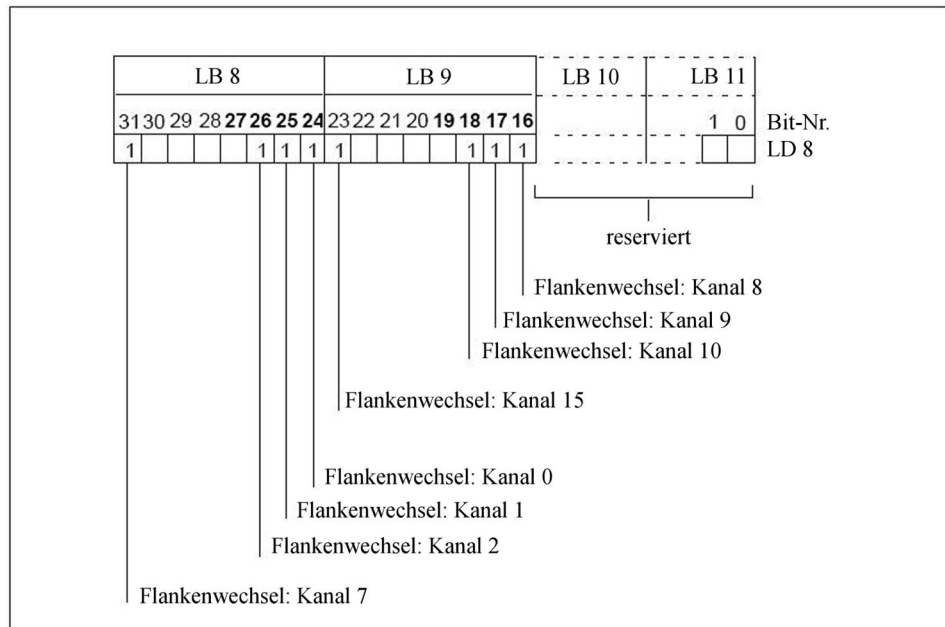 LB 8 LB 9 LB 10 LB 11
31 30 29 28 27 26 25 24 23 22 21 20 19 18 17 16 1 0 Bit-Nr.
1 1 1 1 1 1 1 1 LD 8
reserviert
Flankenwechsel: Kanal 8
Flankenwechsel: Kanal 9
Flankenwechsel: Kanal 10
Flankenwechsel: Kanal 15
Flankenwechsel: Kanal 0
Flankenwechsel: Kanal 1
Flankenwechsel: Kanal 2
Flankenwechsel: Kanal 7